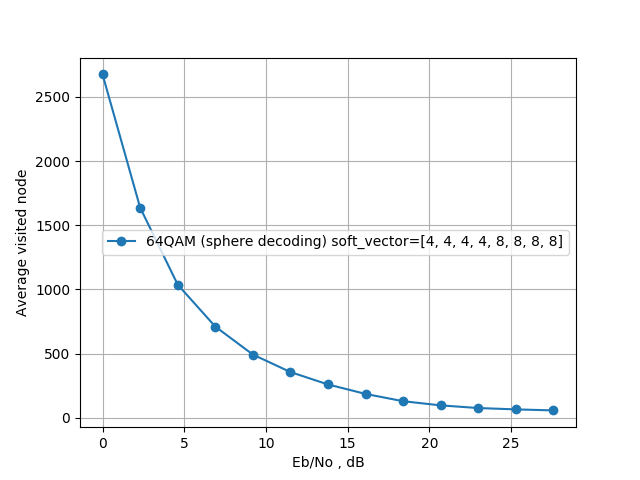 2500
2000
1500
1000
500
0
Average visited node
64QAM (sphere decoding) soft_vector=[4, 4, 4, 4, 8, 8, 8, 8]
0 5 10 15 20 25
Eb/No , dB